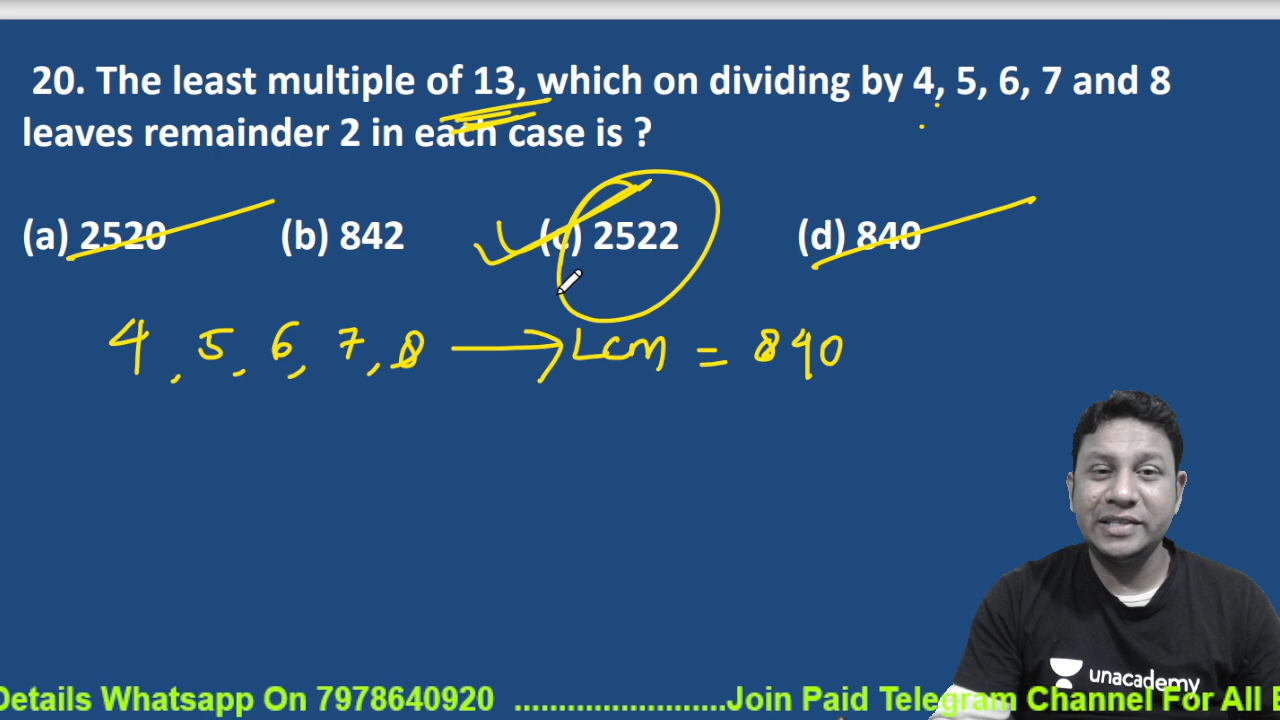 20. The least multiple of 13, which on dividing by 4, 5, 6, 7 and 8
leaves remainder 2 in each case is ?
(a) 2520 (b) 842 (c) 2522 (d) 840
4, 5, 6, 7, 8 → LCM = 840
unacademy
Details Whatsapp On 7978640920 .......................Join Paid Telegram Channel For All